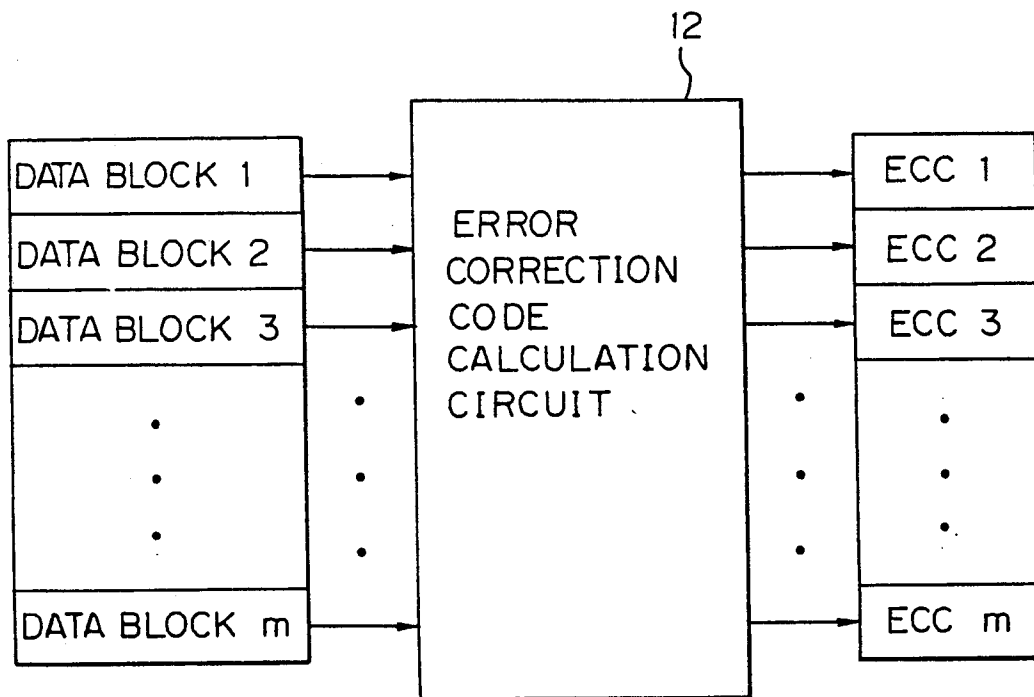 12
DATA BLOCK 1
DATA BLOCK 2
DATA BLOCK 3
DATA BLOCK m
ERROR
CORRECTION
CODE
CALCULATION
CIRCUIT
ECC 1
ECC 2
ECC 3
ECC m